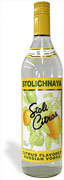 STOLICHNAYA
Stoli
Citros
CITRUS FLAVORED
RUSSIAN VODKA